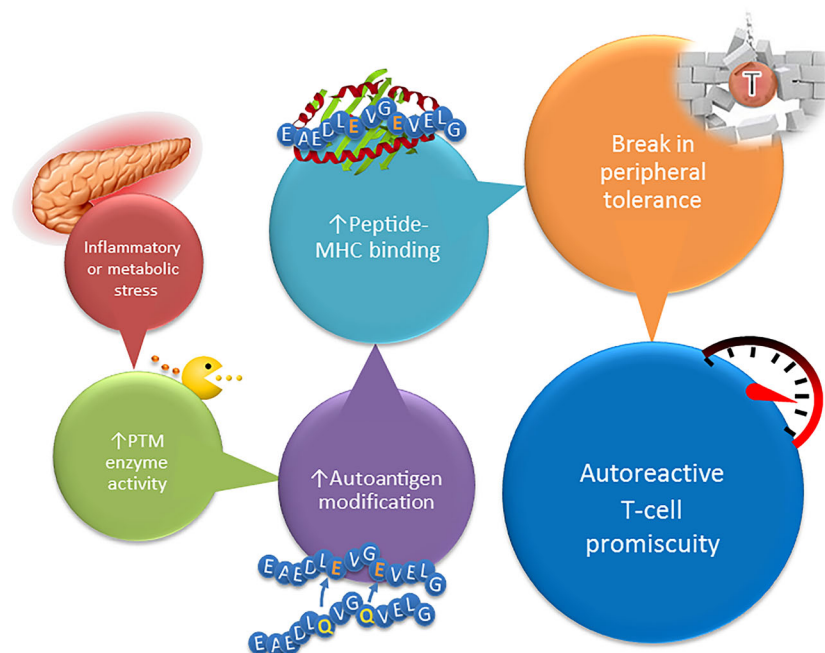 Inflammatory
or metabolic
stress
↑PTM
enzyme
activity
↑Autoantigen
modification
EAEDLEVGEVELG
EAEDLQVGQVELG
EAEDLEVGEVELG
↑Peptide-
MHC binding
T
Break in
peripheral
tolerance
Autoreactive
T-cell
promiscuity